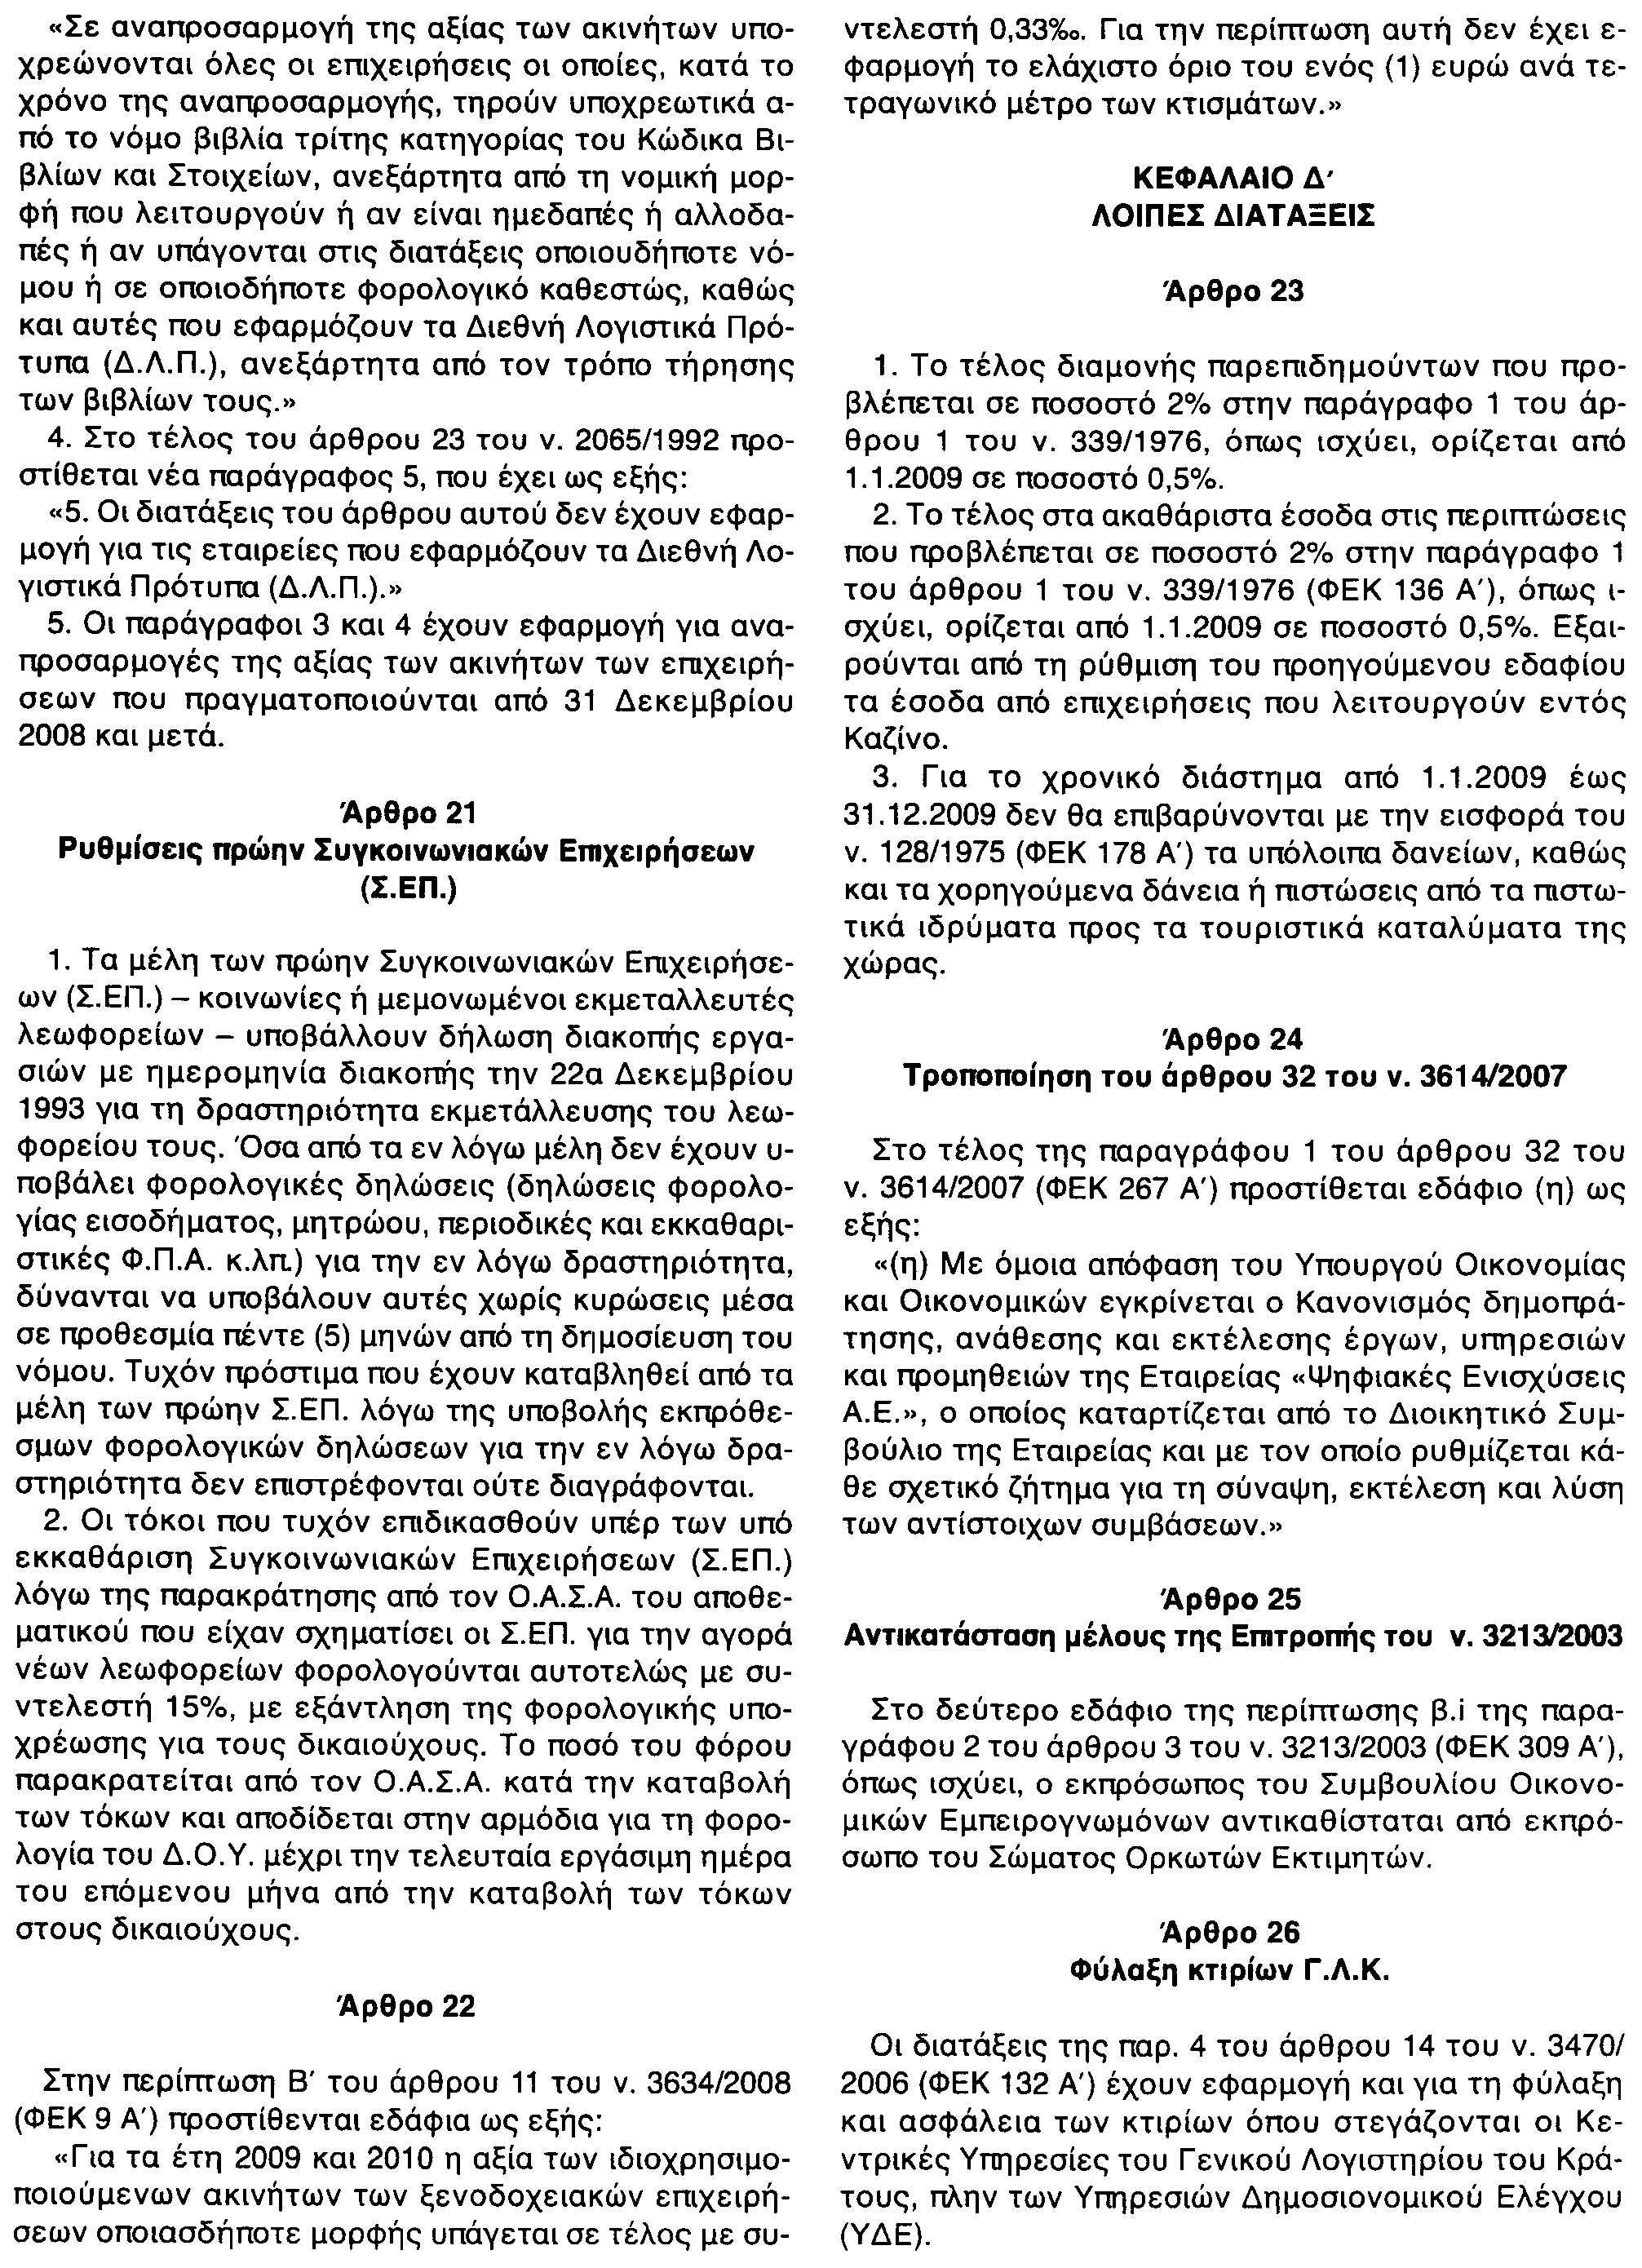 «Σε αναπροσαρμογή της αξίας των ακινήτων υπο-
χρεώνονται όλες οι επιχειρήσεις οι οποίες, κατά το
χρόνο της αναπροσαρμογής, τηρούν υποχρεωτικά α-
πό το νόμο βιβλία τρίτης κατηγορίας του Κώδικα Βι-
βλίων και Στοιχείων, ανεξάρτητα από τη νομική μορ-
φή που λειτουργούν ή αν είναι ημεδαπές ή αλλοδα-
πές ή αν υπάγονται στις διατάξεις οποιουδήποτε νό-
μου ή σε οποιοδήποτε φορολογικό καθεστώς, καθώς
και αυτές που εφαρμόζουν τα Διεθνή Λογιστικά Πρό-
τυπα (Δ.Λ.Π.), ανεξάρτητα από τον τρόπο τήρησης
των βιβλίων τους.»
4. Στο τέλος του άρθρου 23 του ν. 2065/1992 προ-
στίθεται νέα παράγραφος 5, που έχει ως εξής:
«5. Οι διατάξεις του άρθρου αυτού δεν έχουν εφαρ-
μογή για τις εταιρείες που εφαρμόζουν τα Διεθνή Λο-
γιστικά Πρότυπα (Δ.Λ.Π.).»
5. Οι παράγραφοι 3 και 4 έχουν εφαρμογή για ανα-
προσαρμογές της αξίας των ακινήτων των επιχειρή-
σεων που πραγματοποιούνται από 31 Δεκεμβρίου
2008 και μετά.
Άρθρο 21
Ρυθμίσεις πρώην Συγκοινωνιακών Επιχειρήσεων
(Σ.ΕΠ.)
1. Τα μέλη των πρώην Συγκοινωνιακών Επιχειρήσε-
ων (Σ.ΕΠ.) – κοινωνίες ή μεμονωμένοι εκμεταλλευτές
λεωφορείων – υποβάλλουν δήλωση διακοπής εργα-
σιών με ημερομηνία διακοπής την 22α Δεκεμβρίου
1993 για τη δραστηριότητα εκμετάλλευσης του λεω-
φορείου τους. Όσα από τα εν λόγω μέλη δεν έχουν υ-
ποβάλει φορολογικές δηλώσεις (δηλώσεις φορολο-
γίας εισοδήματος, μητρώου, περιοδικές και εκκαθαρι-
στικές Φ.Π.Α. κ.λπ.) για την εν λόγω δραστηριότητα,
δύνανται να υποβάλουν αυτές χωρίς κυρώσεις μέσα
σε προθεσμία πέντε (5) μηνών από τη δημοσίευση του
νόμου. Τυχόν πρόστιμα που έχουν καταβληθεί από τα
μέλη των πρώην Σ.ΕΠ. λόγω της υποβολής εκπρόθε-
σμων φορολογικών δηλώσεων για την εν λόγω δρα-
στηριότητα δεν επιστρέφονται ούτε διαγράφονται.
2. Οι τόκοι που τυχόν επιδικασθούν υπέρ των υπό
εκκαθάριση Συγκοινωνιακών Επιχειρήσεων (Σ.ΕΠ.)
λόγω της παρακράτησης από τον Ο.Α.Σ.Α. του αποθε-
ματικού που είχαν σχηματίσει οι Σ.ΕΠ. για την αγορά
νέων λεωφορείων φορολογούνται αυτοτελώς με συ-
ντελεστή 15%, με εξάντληση της φορολογικής υπο-
χρέωσης για τους δικαιούχους. Το ποσό του φόρου
παρακρατείται από τον Ο.Α.Σ.Α. κατά την καταβολή
των τόκων και αποδίδεται στην αρμόδια για τη φορο-
λογία του Δ.Ο.Υ. μέχρι την τελευταία εργάσιμη ημέρα
του επόμενου μήνα από την καταβολή των τόκων
στους δικαιούχους.
Άρθρο 22
Στην περίπτωση Β' του άρθρου 11 του ν. 3634/2008
(ΦΕΚ 9 Α') προστίθενται εδάφια ως εξής:
«Για τα έτη 2009 και 2010 η αξία των ιδιοχρησιμο-
ποιούμενων ακινήτων των ξενοδοχειακών επιχειρή-
σεων οποιασδήποτε μορφής υπάγεται σε τέλος με συ-
ντελεστή 0,33‰. Για την περίπτωση αυτή δεν έχει ε-
φαρμογή το ελάχιστο όριο του ενός (1) ευρώ ανά τε-
τραγωνικό μέτρο των κτισμάτων.»
ΚΕΦΑΛΑΙΟ Δ'
ΛΟΙΠΕΣ ΔΙΑΤΑΞΕΙΣ
Άρθρο 23
1. Το τέλος διαμονής παρεπιδημούντων που προ-
βλέπεται σε ποσοστό 2% στην παράγραφο 1 του άρ-
θρου 1 του ν. 339/1976, όπως ισχύει, ορίζεται από
1.1.2009 σε ποσοστό 0,5%.
2. Το τέλος στα ακαθάριστα έσοδα στις περιπτώσεις
που προβλέπεται σε ποσοστό 2% στην παράγραφο 1
του άρθρου 1 του ν. 339/1976 (ΦΕΚ 136 Α'), όπως ι-
σχύει, ορίζεται από 1.1.2009 σε ποσοστό 0,5%. Εξαι-
ρούνται από τη ρύθμιση του προηγούμενου εδαφίου
τα έσοδα από επιχειρήσεις που λειτουργούν εντός
Καζίνο.
3. Για το χρονικό διάστημα από 1.1.2009 έως
31.12.2009 δεν θα επιβαρύνονται με την εισφορά του
ν. 128/1975 (ΦΕΚ 178 Α') τα υπόλοιπα δανείων, καθώς
και τα χορηγούμενα δάνεια ή πιστώσεις από τα πιστω-
τικά ιδρύματα προς τα τουριστικά καταλύματα της
χώρας.
Άρθρο 24
Τροποποίηση του άρθρου 32 του ν. 3614/2007
Στο τέλος της παραγράφου 1 του άρθρου 32 του
ν. 3614/2007 (ΦΕΚ 267 Α') προστίθεται εδάφιο (η) ως
εξής:
«(η) Με όμοια απόφαση του Υπουργού Οικονομίας
και Οικονομικών εγκρίνεται ο Κανονισμός δημοπρά-
τησης, ανάθεσης και εκτέλεσης έργων, υπηρεσιών
και προμηθειών της Εταιρείας «Ψηφιακές Ενισχύσεις
Α.Ε.», ο οποίος καταρτίζεται από το Διοικητικό Συμ-
βούλιο της Εταιρείας και με τον οποίο ρυθμίζεται κά-
θε σχετικό ζήτημα για τη σύναψη, εκτέλεση και λύση
των αντίστοιχων συμβάσεων.»
Άρθρο 25
Αντικατάσταση μέλους της Επιτροπής του ν. 3213/2003
Στο δεύτερο εδάφιο της περίπτωσης β.i της παρα-
γράφου 2 του άρθρου 3 του ν. 3213/2003 (ΦΕΚ 309 Α'),
όπως ισχύει, ο εκπρόσωπος του Συμβουλίου Οικονο-
μικών Εμπειρογνωμόνων αντικαθίσταται από εκπρό-
σωπο του Σώματος Ορκωτών Εκτιμητών.
Άρθρο 26
Φύλαξη κτιρίων Γ.Λ.Κ.
Οι διατάξεις της παρ. 4 του άρθρου 14 του ν. 3470/
2006 (ΦΕΚ 132 Α') έχουν εφαρμογή και για τη φύλαξη
και ασφάλεια των κτιρίων όπου στεγάζονται οι Κε-
ντρικές Υπηρεσίες του Γενικού Λογιστηρίου του Κρά-
τους, πλην των Υπηρεσιών Δημοσιονομικού Ελέγχου
(ΥΔΕ).